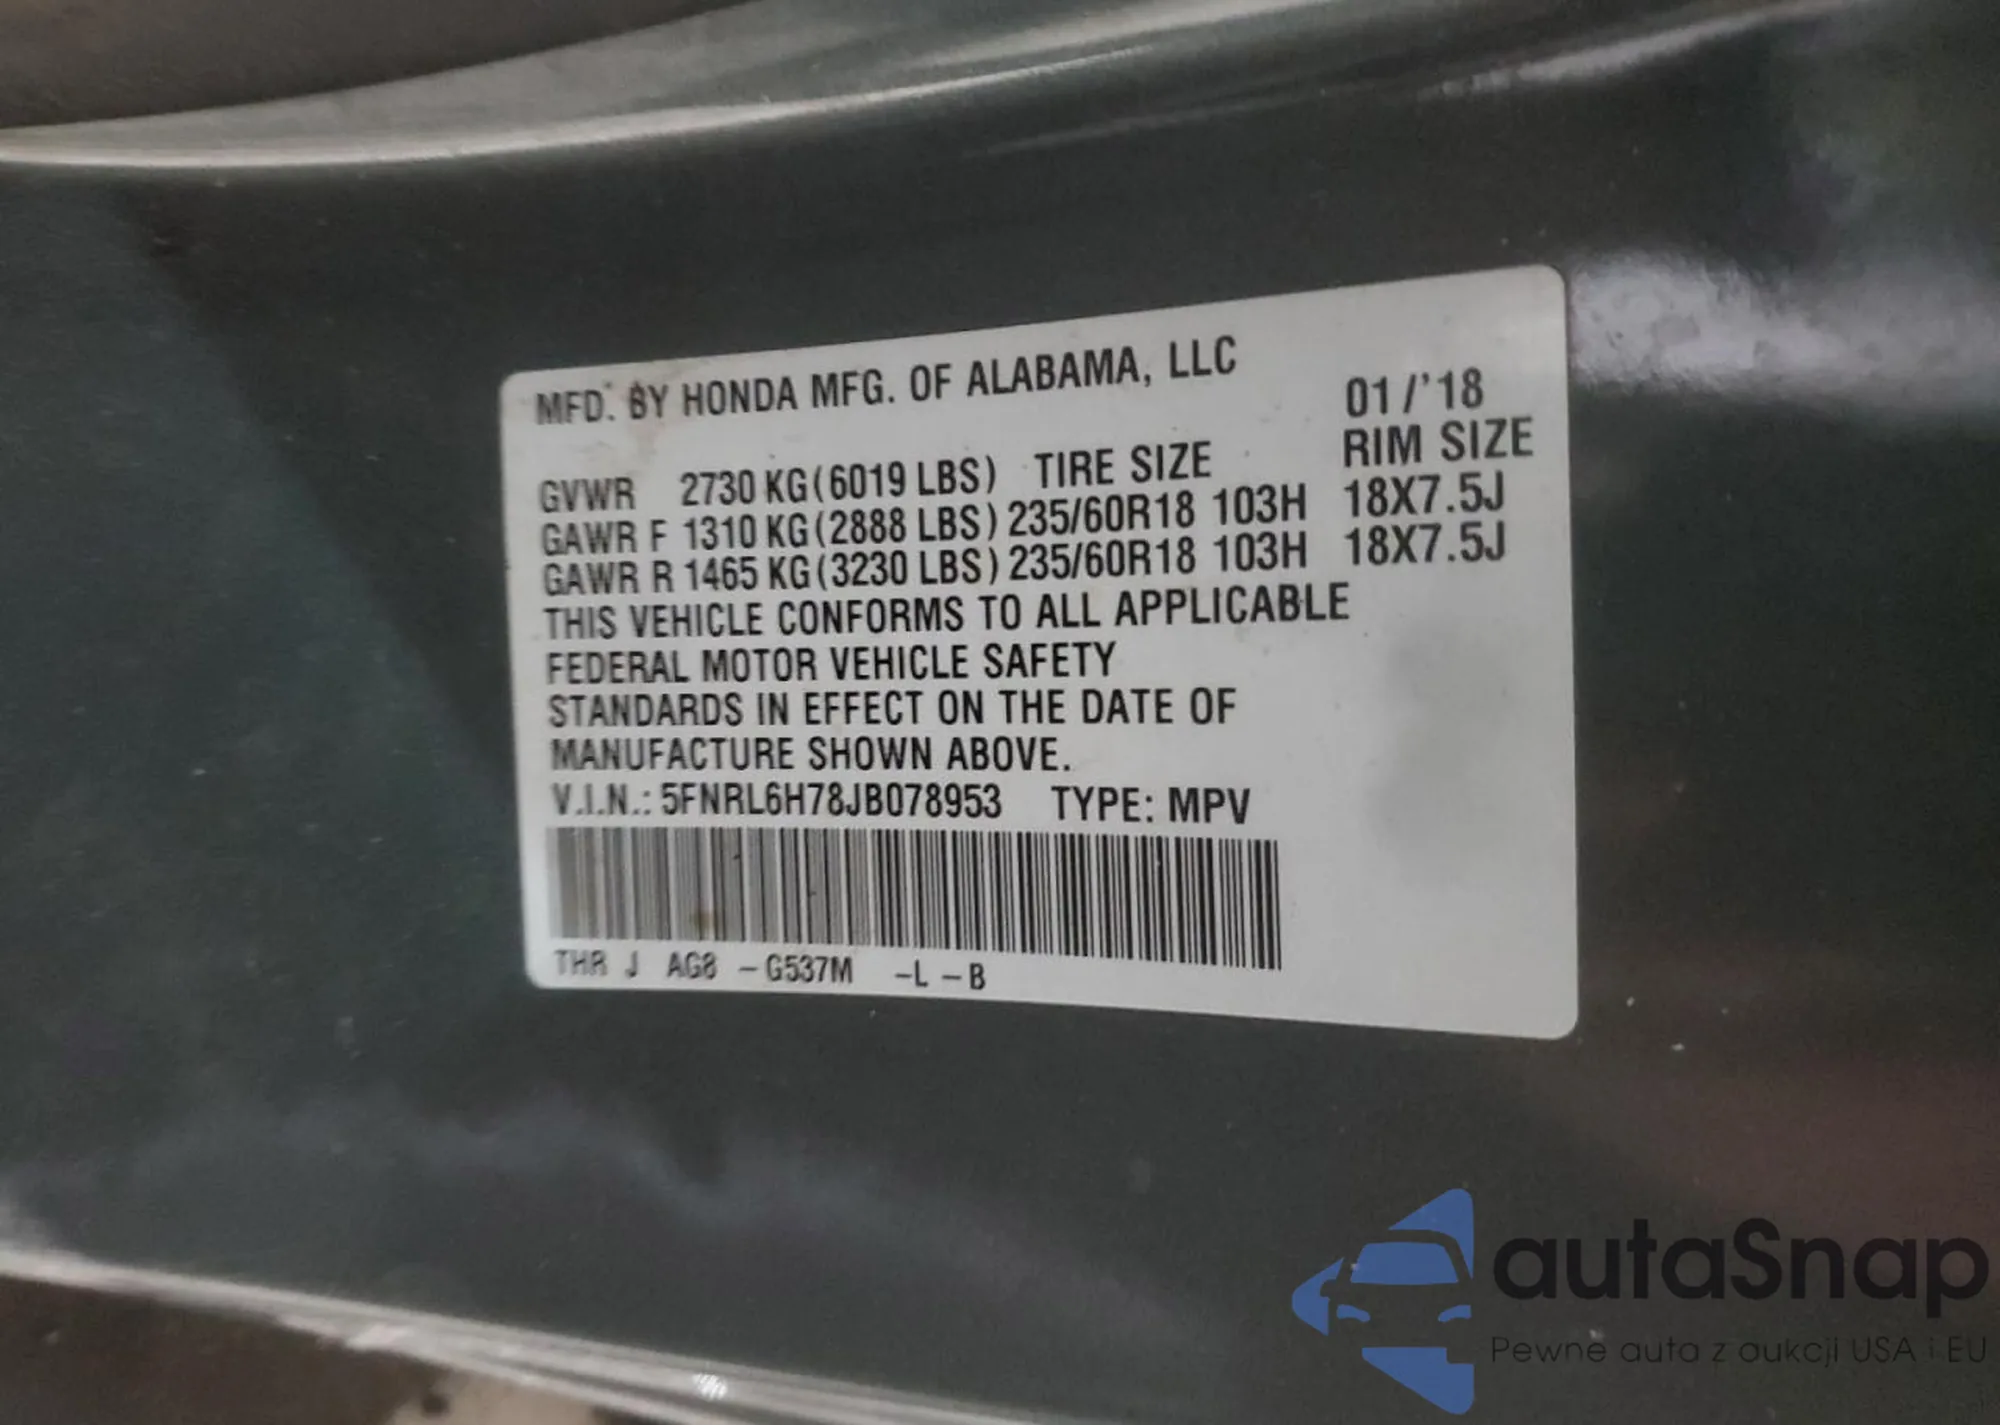 MFD. BY HONDA MFG. OF ALABAMA, LLC
01/'18
GVWR 2730 KG(6019 LBS) TIRE SIZE RIM SIZE
GAWR F 1310 KG(2888 LBS) 235/60R18 103H 18X7.5J
GAWR R 1465 KG(3230 LBS) 235/60R18 103H 18X7.5J
THIS VEHICLE CONFORMS TO ALL APPLICABLE
FEDERAL MOTOR VEHICLE SAFETY
STANDARDS IN EFFECT ON THE DATE OF
MANUFACTURE SHOWN ABOVE.
V.I.N.: 5FNRL6H78JB078953 TYPE: MPV
THR J AG8 -G537M -L -B
autaSnap
Pewne auta z aukcji USA i EU